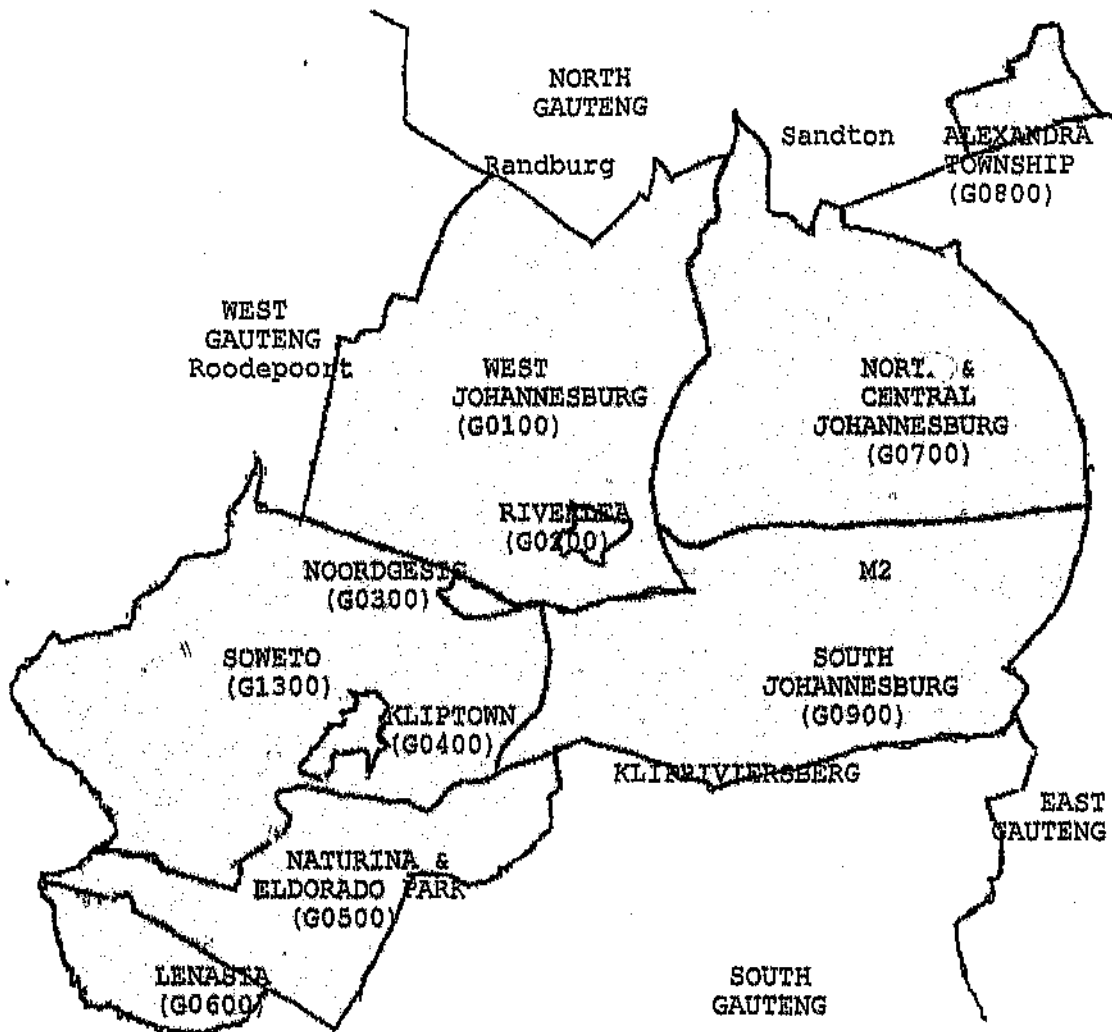 NORTH
GAUTENG
Sandton
ALEXANDRA
TOWNSHIP
(G0800)
Randburg
WEST
GAUTENG
Roodepoort
WEST
JOHANNESBURG
(G0100)
NORT. &
CENTRAL
JOHANNESBURG
(G0700)
RIVERLEA
(G0200)
NOORDGESIG
(G0300)
M2
SOWETO
(G1300)
KLIPTOWN
(G0400)
SOUTH
JOHANNESBURG
(G0900)
KLIPRIVIERSBERG
EAST
GAUTENG
NATURINA &
ELDORADO PARK
(G0500)
LENASIA
(G0600)
SOUTH
GAUTENG